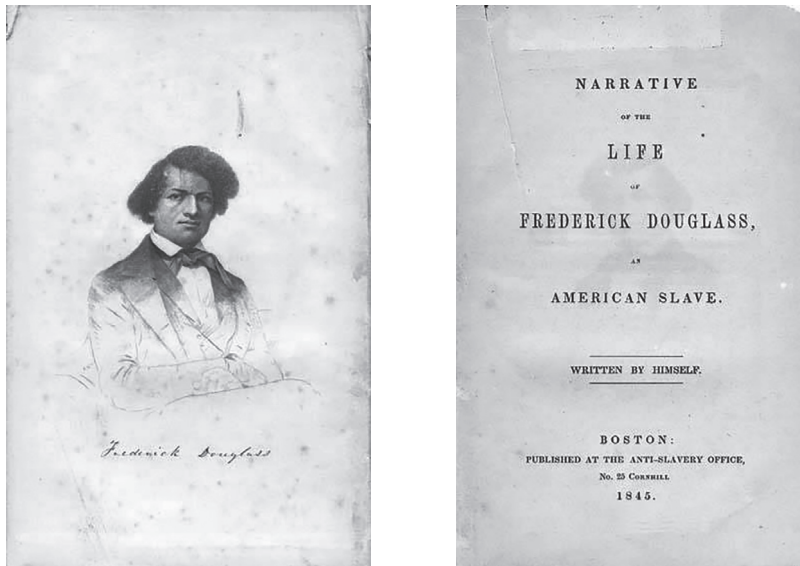 Frederick Douglass
NARRATIVE
OF THE
LIFE
OF
FREDERICK DOUGLASS,
AN
AMERICAN SLAVE.
WRITTEN BY HIMSELF.
BOSTON:
PUBLISHED AT THE ANTI-SLAVERY OFFICE,
No. 25 CORNHILL
1845.